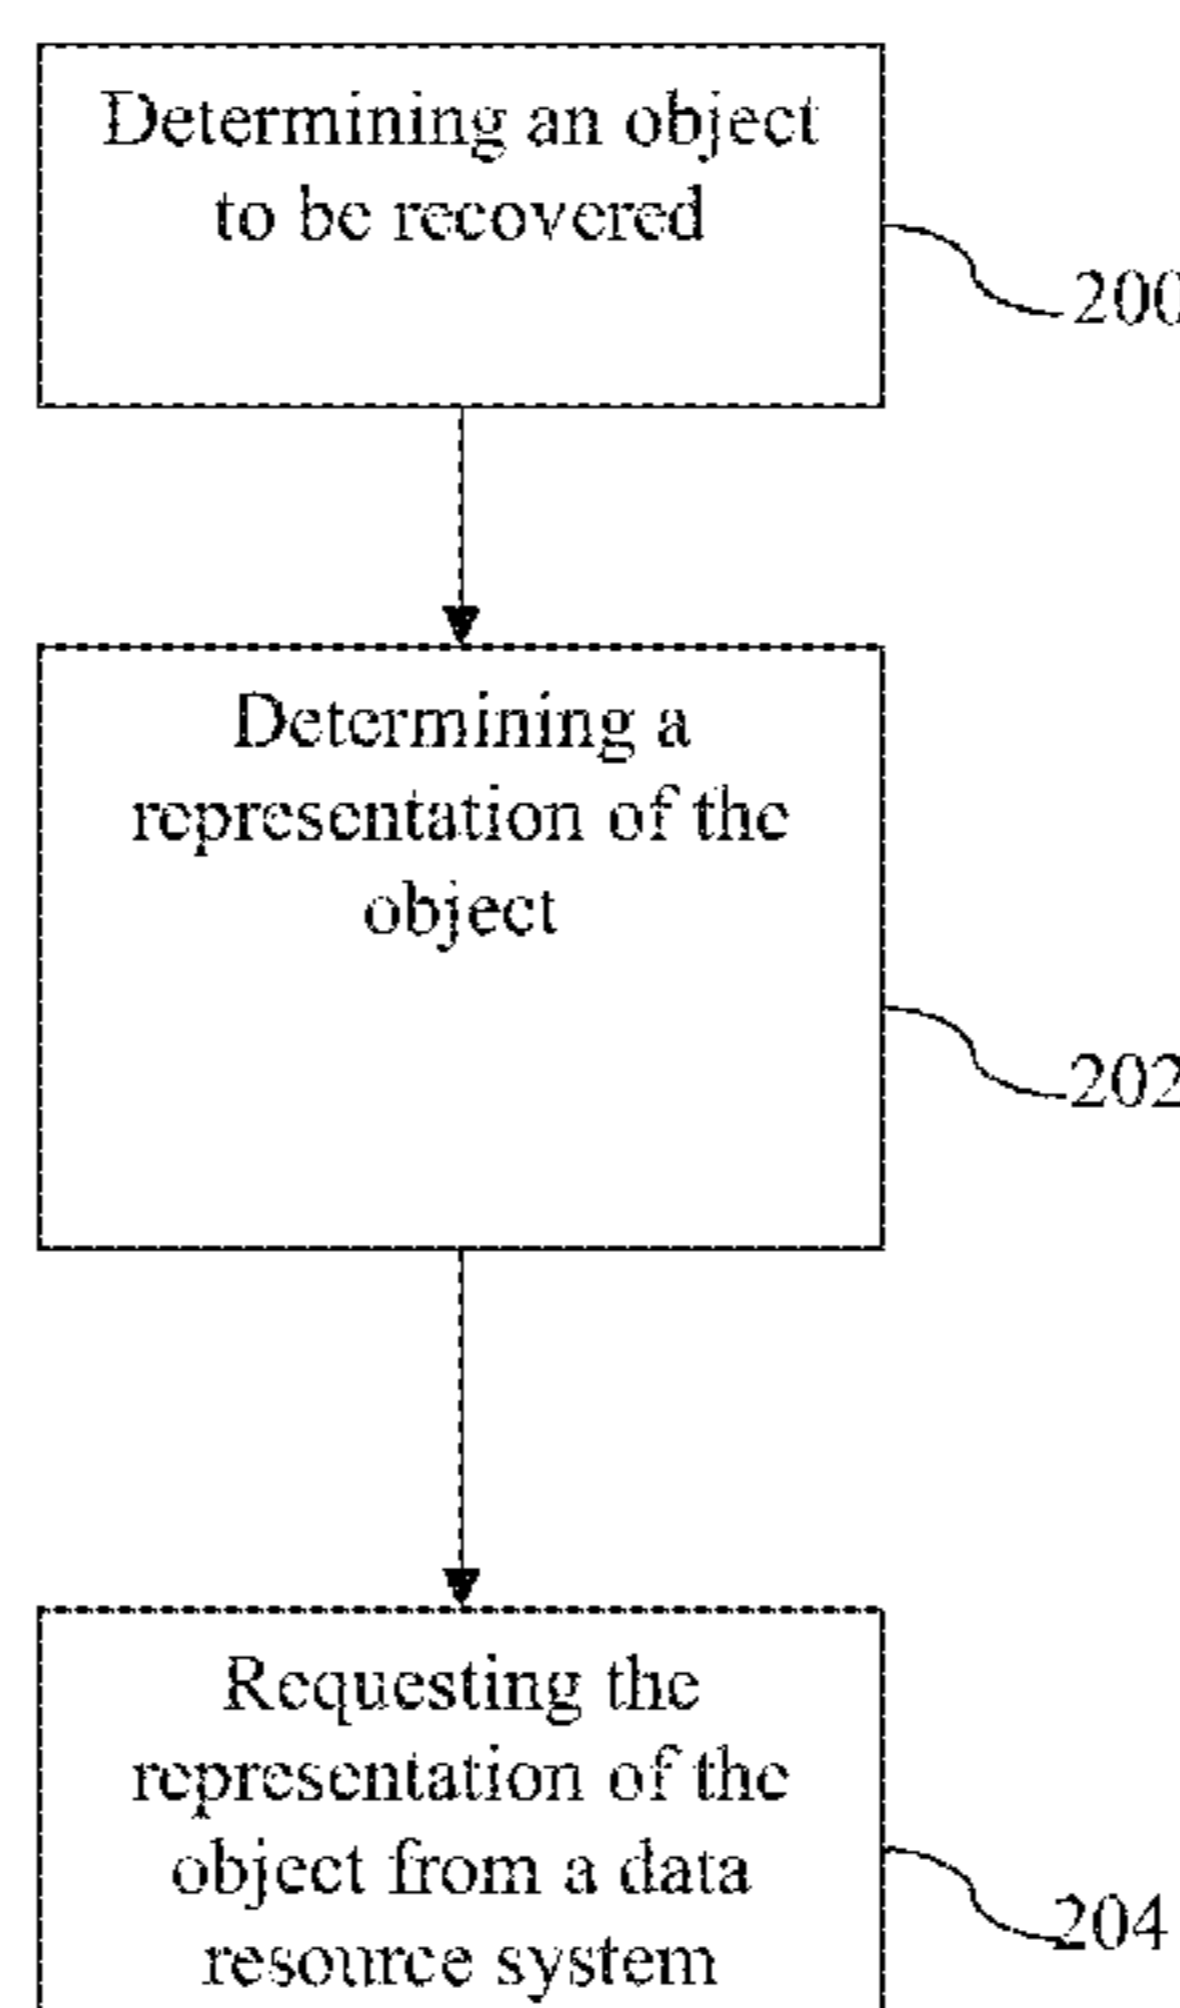 Determining an object
to be recovered
200
Determining a
representation of the
object
202
Requesting the
representation of the
object from a data
resource system
204